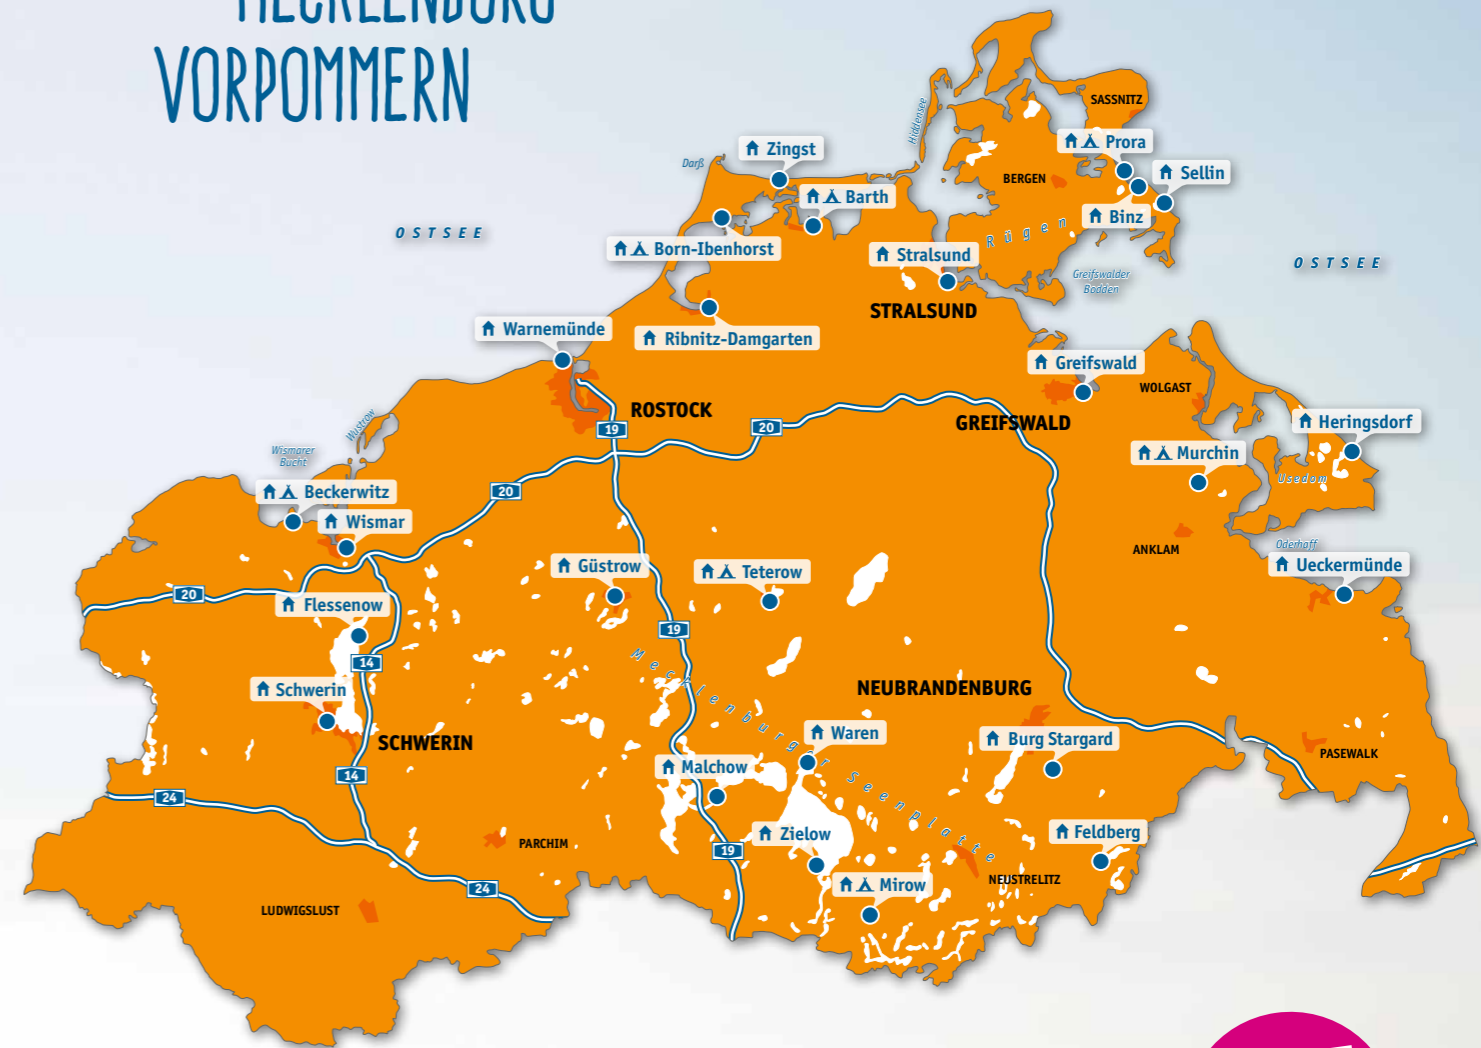 MECKLENBURG
VORPOMMERN
SASSNITZ
Hiddensee
Prora
Zingst
Darß
Sellin
BERGEN
Barth
Binz
Rügen
OSTSEE
Born-Ibenhorst
Stralsund
OSTSEE
Greifswalder
Bodden
STRALSUND
Warnemünde
Ribnitz-Damgarten
Greifswald
WOLGAST
ROSTOCK
GREIFSWALD
Heringsdorf
19
20
Wustrow
Wismarer
Bucht
Murchin
Usedom
Beckerwitz
20
Wismar
ANKLAM
Oderhoff
Güstrow
Teterow
Ueckermünde
20
Flessenow
19
14
Mecklenburger Seenplatte
Schwerin
NEUBRANDENBURG
SCHWERIN
Waren
Burg Stargard
PASEWALK
Malchow
14
24
Zielow
Feldberg
PARCHIM
19
NEUSTRELITZ
24
Mirow
LUDWIGSLUST